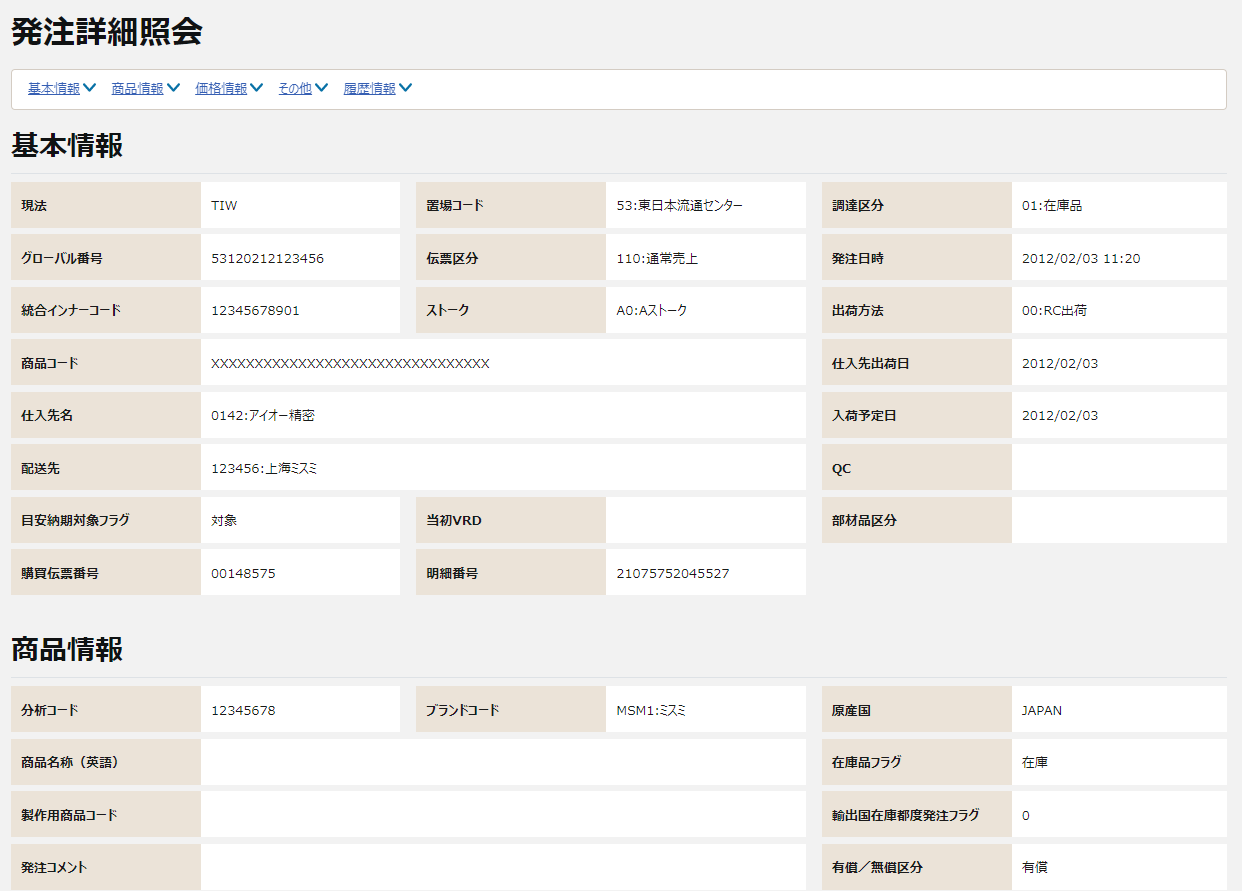 発注詳細照会
基本情報 商品情報 価格情報 その他 履歴情報
基本情報
現法 TIW 置場コード 53:東日本流通センター 調達区分 01:在庫品
グローバル番号 53120212123456 伝票区分 110:通常売上 発注日時 2012/02/03 11:20
統合インナーコード 12345678901 ストーク A0:Aストーク 出荷方法 00:RC出荷
商品コード XXXXXXXXXXXXXXXXXXXXXXXXXXXXXXXX 仕入先出荷日 2012/02/03
仕入先名 0142:アイオー精密 入荷予定日 2012/02/03
配送先 123456:上海ミスミ QC
目安納期対象フラグ 対象 当初VRD 部材品区分
購買伝票番号 00148575 明細番号 21075752045527
商品情報
分析コード 12345678 ブランドコード MSM1:ミスミ 原産国 JAPAN
商品名称（英語） 在庫品フラグ 在庫
製作用商品コード 輸出国在庫都度発注フラグ 0
発注コメント 有償／無償区分 有償